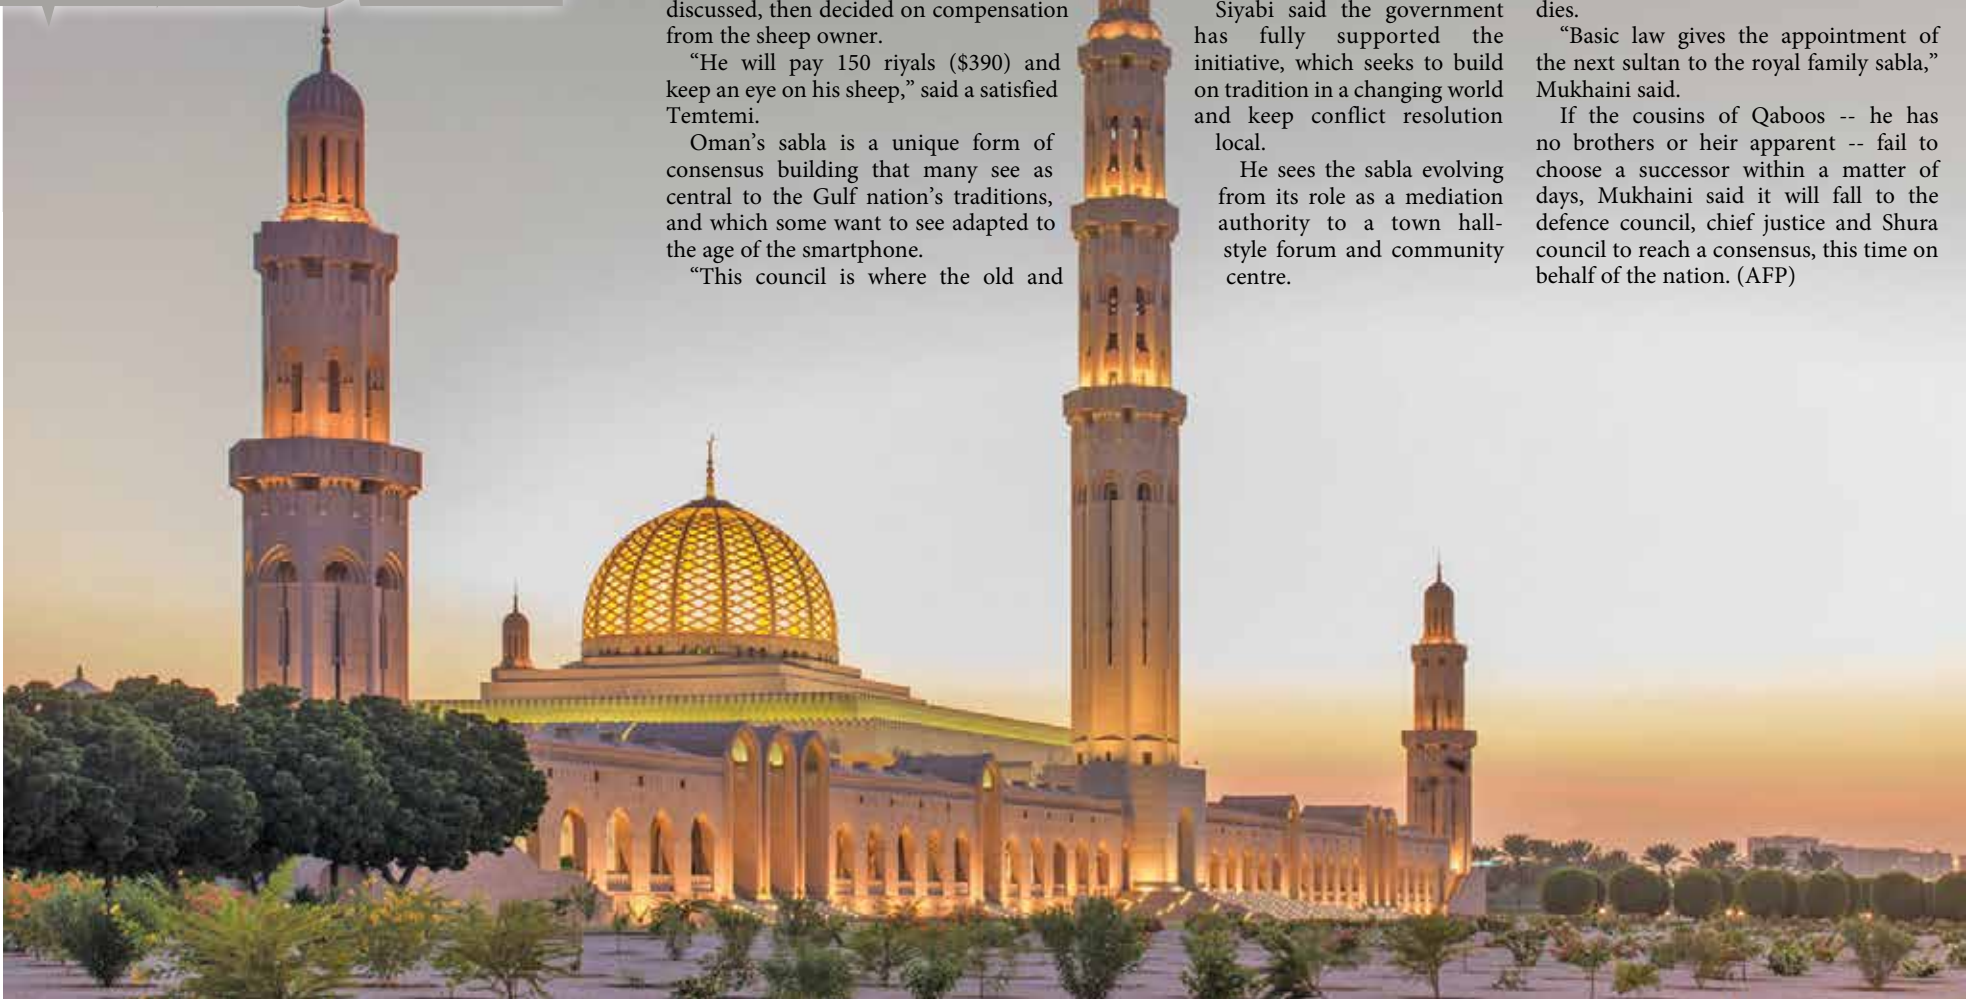 discussed, then decided on compensation
from the sheep owner.
“He will pay 150 riyals ($390) and
keep an eye on his sheep,” said a satisfied
Temtemi.
Oman’s sabla is a unique form of
consensus building that many see as
central to the Gulf nation’s traditions,
and which some want to see adapted to
the age of the smartphone.
“This council is where the old and
Siyabi said the government
has fully supported the
initiative, which seeks to build
on tradition in a changing world
and keep conflict resolution
local.
He sees the sabla evolving
from its role as a mediation
authority to a town hall-
style forum and community
centre.
dies.
“Basic law gives the appointment of
the next sultan to the royal family sabla,”
Mukhaini said.
If the cousins of Qaboos -- he has
no brothers or heir apparent -- fail to
choose a successor within a matter of
days, Mukhaini said it will fall to the
defence council, chief justice and Shura
council to reach a consensus, this time on
behalf of the nation. (AFP)